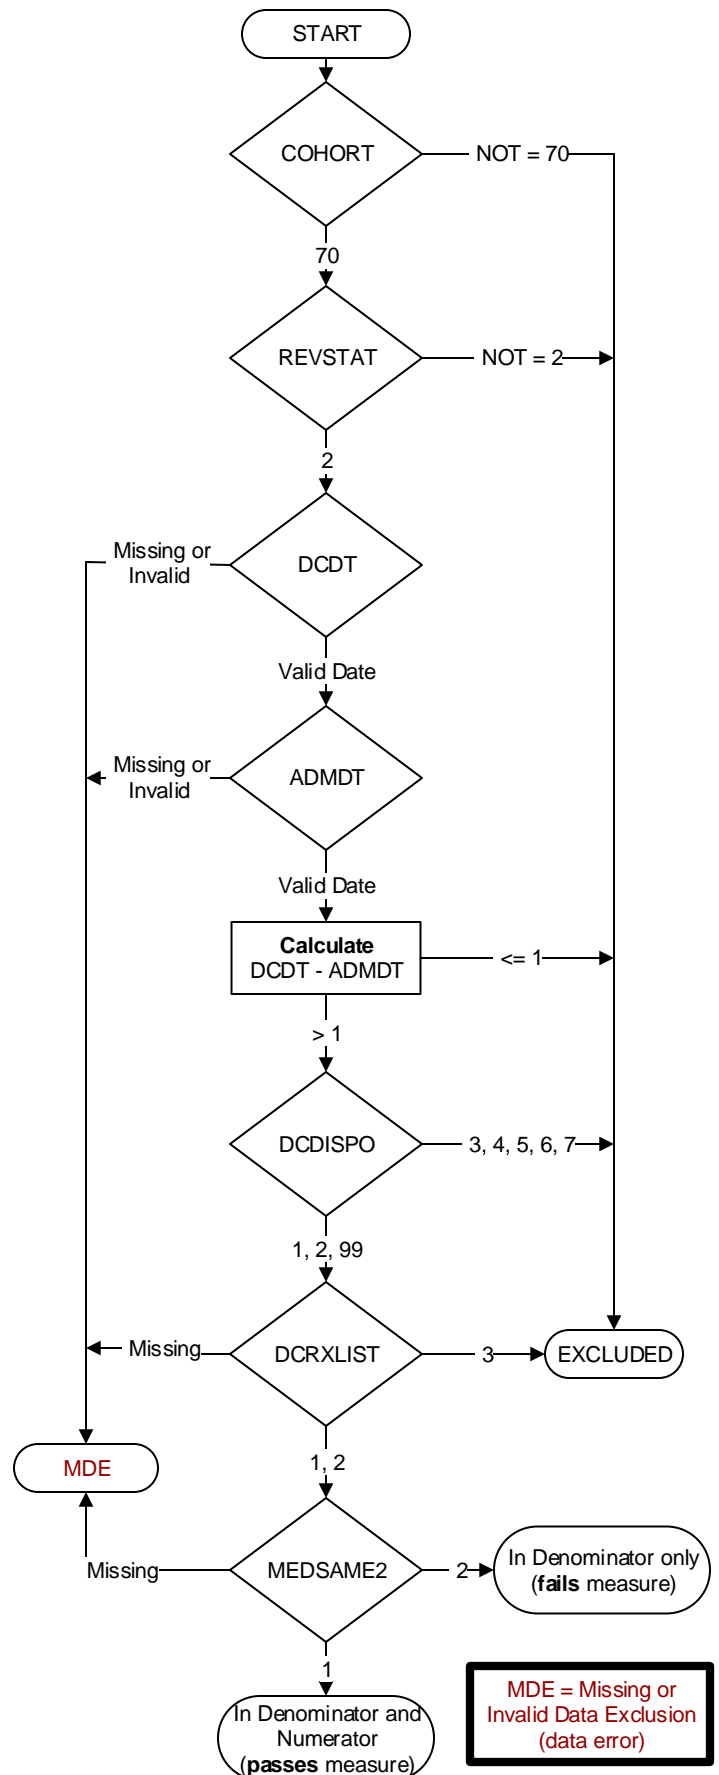 START
COHORT
NOT = 70
70
REVSTAT
NOT = 2
2
Missing or
Invalid
DCDT
Valid Date
Missing or
Invalid
ADMDT
Valid Date
Calculate
DCDT - ADMDT
<= 1
> 1
DCDISPO
3, 4, 5, 6, 7
1, 2, 99
Missing
DCRXLIST
3
EXCLUDED
1, 2
MDE
Missing
MEDSAME2
2
In Denominator only
(fails measure)
1
In Denominator and
Numerator
(passes measure)
MDE = Missing or
Invalid Data Exclusion
(data error)